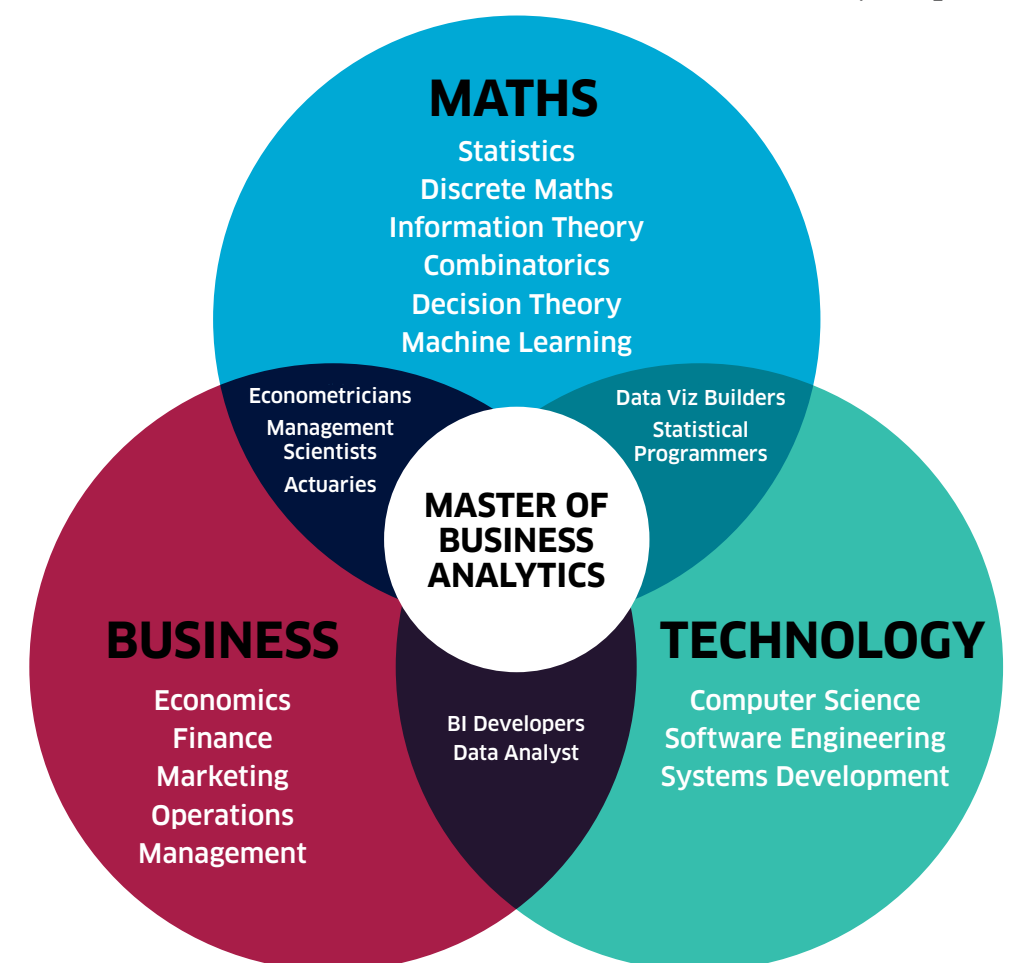 MATHS
Statistics
Discrete Maths
Information Theory
Combinatorics
Decision Theory
Machine Learning
Econometricians
Management
Scientists
Actuaries
Data Viz Builders
Statistical
Programmers
MASTER OF
BUSINESS
ANALYTICS
BUSINESS
Economics
Finance
Marketing
Operations
Management
TECHNOLOGY
Computer Science
Software Engineering
Systems Development
BI Developers
Data Analyst